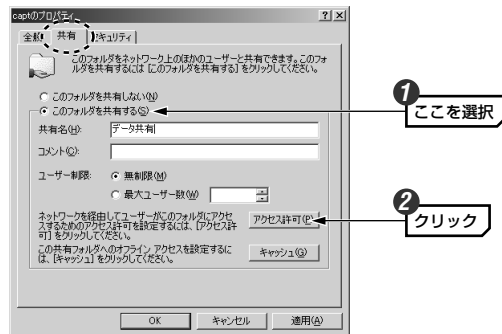 captのプロパティ
? ×
全般 共有 セキュリティ
このフォルダをネットワーク上のほかのユーザーと共有できます。このフォ
ルダを共有するには [このフォルダを共有する] をクリックしてください。
このフォルダを共有しない(N)
このフォルダを共有する(S)
共有名(H): データ共有
コメント(C):
ユーザー制限: 無制限(M)
最大ユーザー数(W)
ネットワークを経由してユーザーがこのフォルダにアクセ
スするためのアクセス許可を設定するには、[アクセス許
可] をクリックしてください。
アクセス許可(P)
この共有フォルダへのオフライン アクセスを設定するに
は、[キャッシュ] をクリックしてください。
キャッシュ(G)
OK キャンセル 適用(A)
1
ここを選択
2
クリック